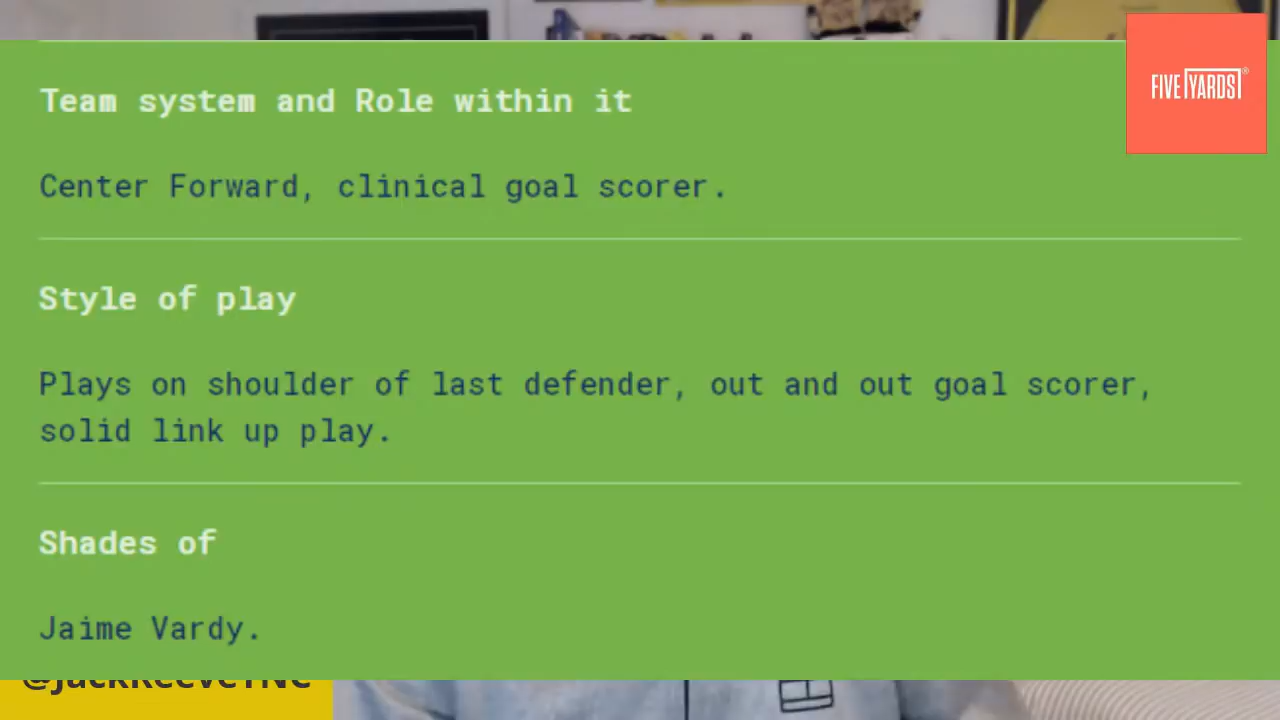 FIVE YARDS®
Team system and Role within it
Center Forward, clinical goal scorer.
Style of play
Plays on shoulder of last defender, out and out goal scorer,
solid link up play.
Shades of
Jaime Vardy.
@JackReeveTNC